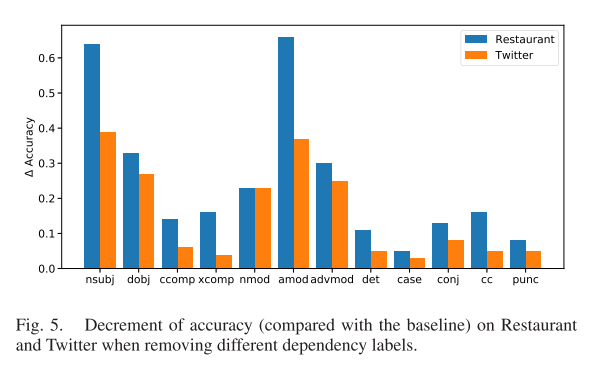 Restaurant
Twitter
Δ Accuracy
0.6
0.5
0.4
0.3
0.2
0.1
0.0
nsubj dobj ccomp xcomp nmod amod advmod det case conj cc punc
Fig. 5. Decrement of accuracy (compared with the baseline) on Restaurant
and Twitter when removing different dependency labels.